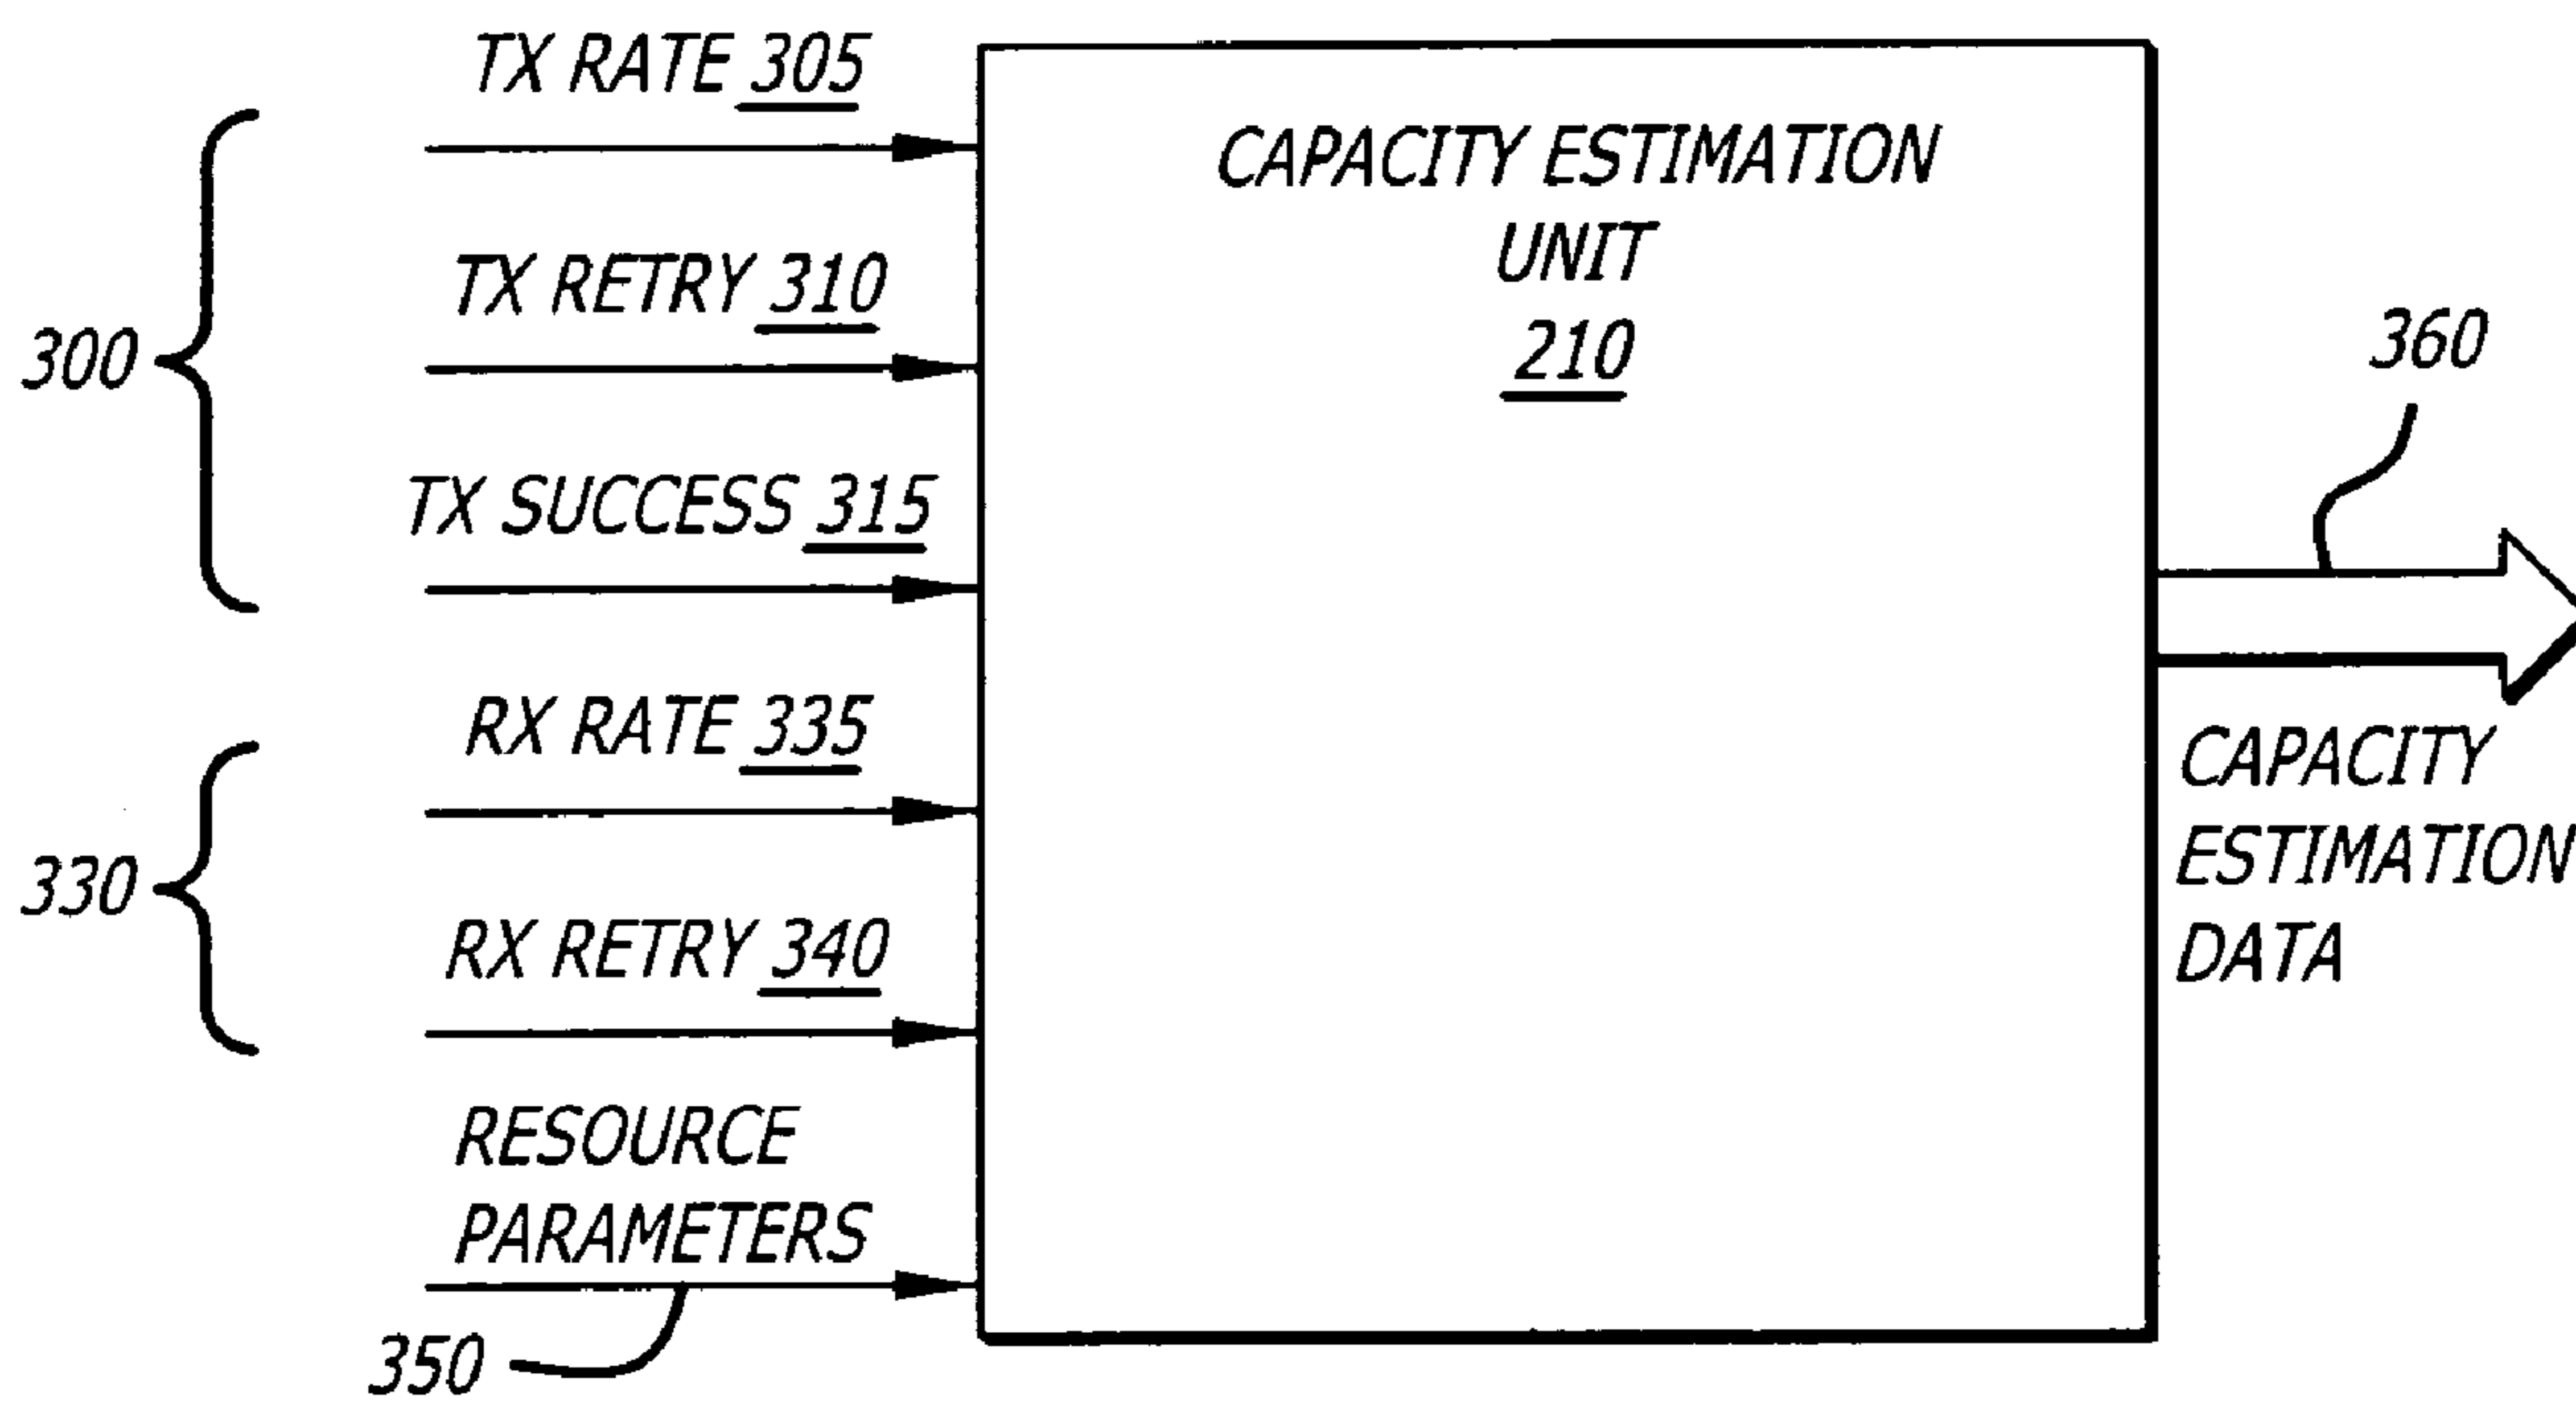 TX RATE 305
TX RETRY 310
300
TX SUCCESS 315
RX RATE 335
330
RX RETRY 340
RESOURCE
PARAMETERS
350
CAPACITY ESTIMATION
UNIT
210
360
CAPACITY
ESTIMATION
DATA